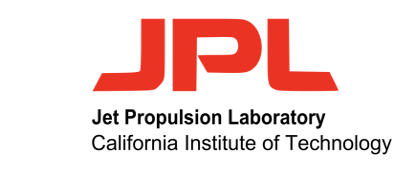 JPL
Jet Propulsion Laboratory
California Institute of Technology